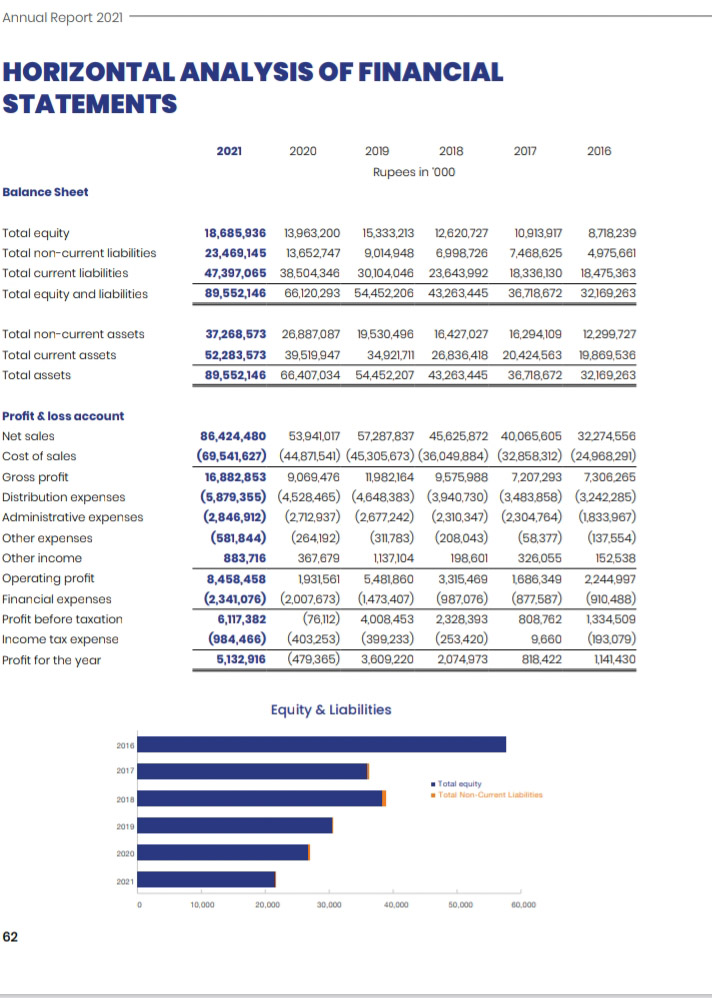 Annual Report 2021
HORIZONTAL ANALYSIS OF FINANCIAL
STATEMENTS
2021 2020 2019 2018 2017 2016
Rupees in '000
Balance Sheet
Total equity 18,685,936 13,963,200 15,333,213 12,620,727 10,913,917 8,718,239
Total non-current liabilities 23,469,145 13,652,747 9,014,948 6,998,726 7,468,625 4,975,661
Total current liabilities 47,397,065 38,504,346 30,104,046 23,643,992 18,336,130 18,475,363
Total equity and liabilities 89,552,146 66,120,293 54,452,206 43,263,445 36,718,672 32,169,263
Total non-current assets 37,268,573 26,887,087 19,530,496 16,427,027 16,294,109 12,299,727
Total current assets 52,283,573 39,519,947 34,921,711 26,836,418 20,424,563 19,869,536
Total assets 89,552,146 66,407,034 54,452,207 43,263,445 36,718,672 32,169,263
Profit & loss account
Net sales 86,424,480 53,941,017 57,287,837 45,625,872 40,065,605 32,274,556
Cost of sales (69,541,627) (44,871,541) (45,305,673) (36,049,884) (32,858,312) (24,968,291)
Gross profit 16,882,853 9,069,476 11,982,164 9,575,988 7,207,293 7,306,265
Distribution expenses (5,879,355) (4,528,465) (4,648,383) (3,940,730) (3,483,858) (3,242,285)
Administrative expenses (2,846,912) (2,712,937) (2,677,242) (2,310,347) (2,304,764) (1,833,967)
Other expenses (581,844) (264,192) (311,783) (208,043) (58,377) (137,554)
Other income 883,716 367,679 1,137,104 198,601 326,055 152,538
Operating profit 8,458,458 1,931,561 5,481,860 3,315,469 1,686,349 2,244,997
Financial expenses (2,341,076) (2,007,673) (1,473,407) (987,076) (877,587) (910,488)
Profit before taxation 6,117,382 (76,112) 4,008,453 2,328,393 808,762 1,334,509
Income tax expense (984,466) (403,253) (399,233) (253,420) 9,660 (193,079)
Profit for the year 5,132,916 (479,365) 3,609,220 2,074,973 818,422 1,141,430
Equity & Liabilities
2016
2017
Total equity
Total Non-Current Liabilities
2018
2019
2020
2021
0 10,000 20,000 30,000 40,000 50,000 60,000
62